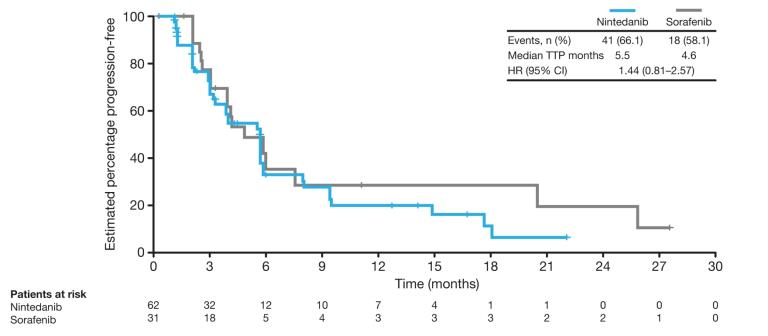 Nintedanib Sorafenib
Events, n (%) 41 (66.1) 18 (58.1)
Median TTP months 5.5 4.6
HR (95% CI) 1.44 (0.81–2.57)
Estimated percentage progression-free
100
80
60
40
20
0
0 3 6 9 12 15 18 21 24 27 30
Time (months)
Patients at risk
Nintedanib 62 32 12 10 7 4 1 1 0 0 0
Sorafenib 31 18 5 4 3 3 3 2 2 1 0